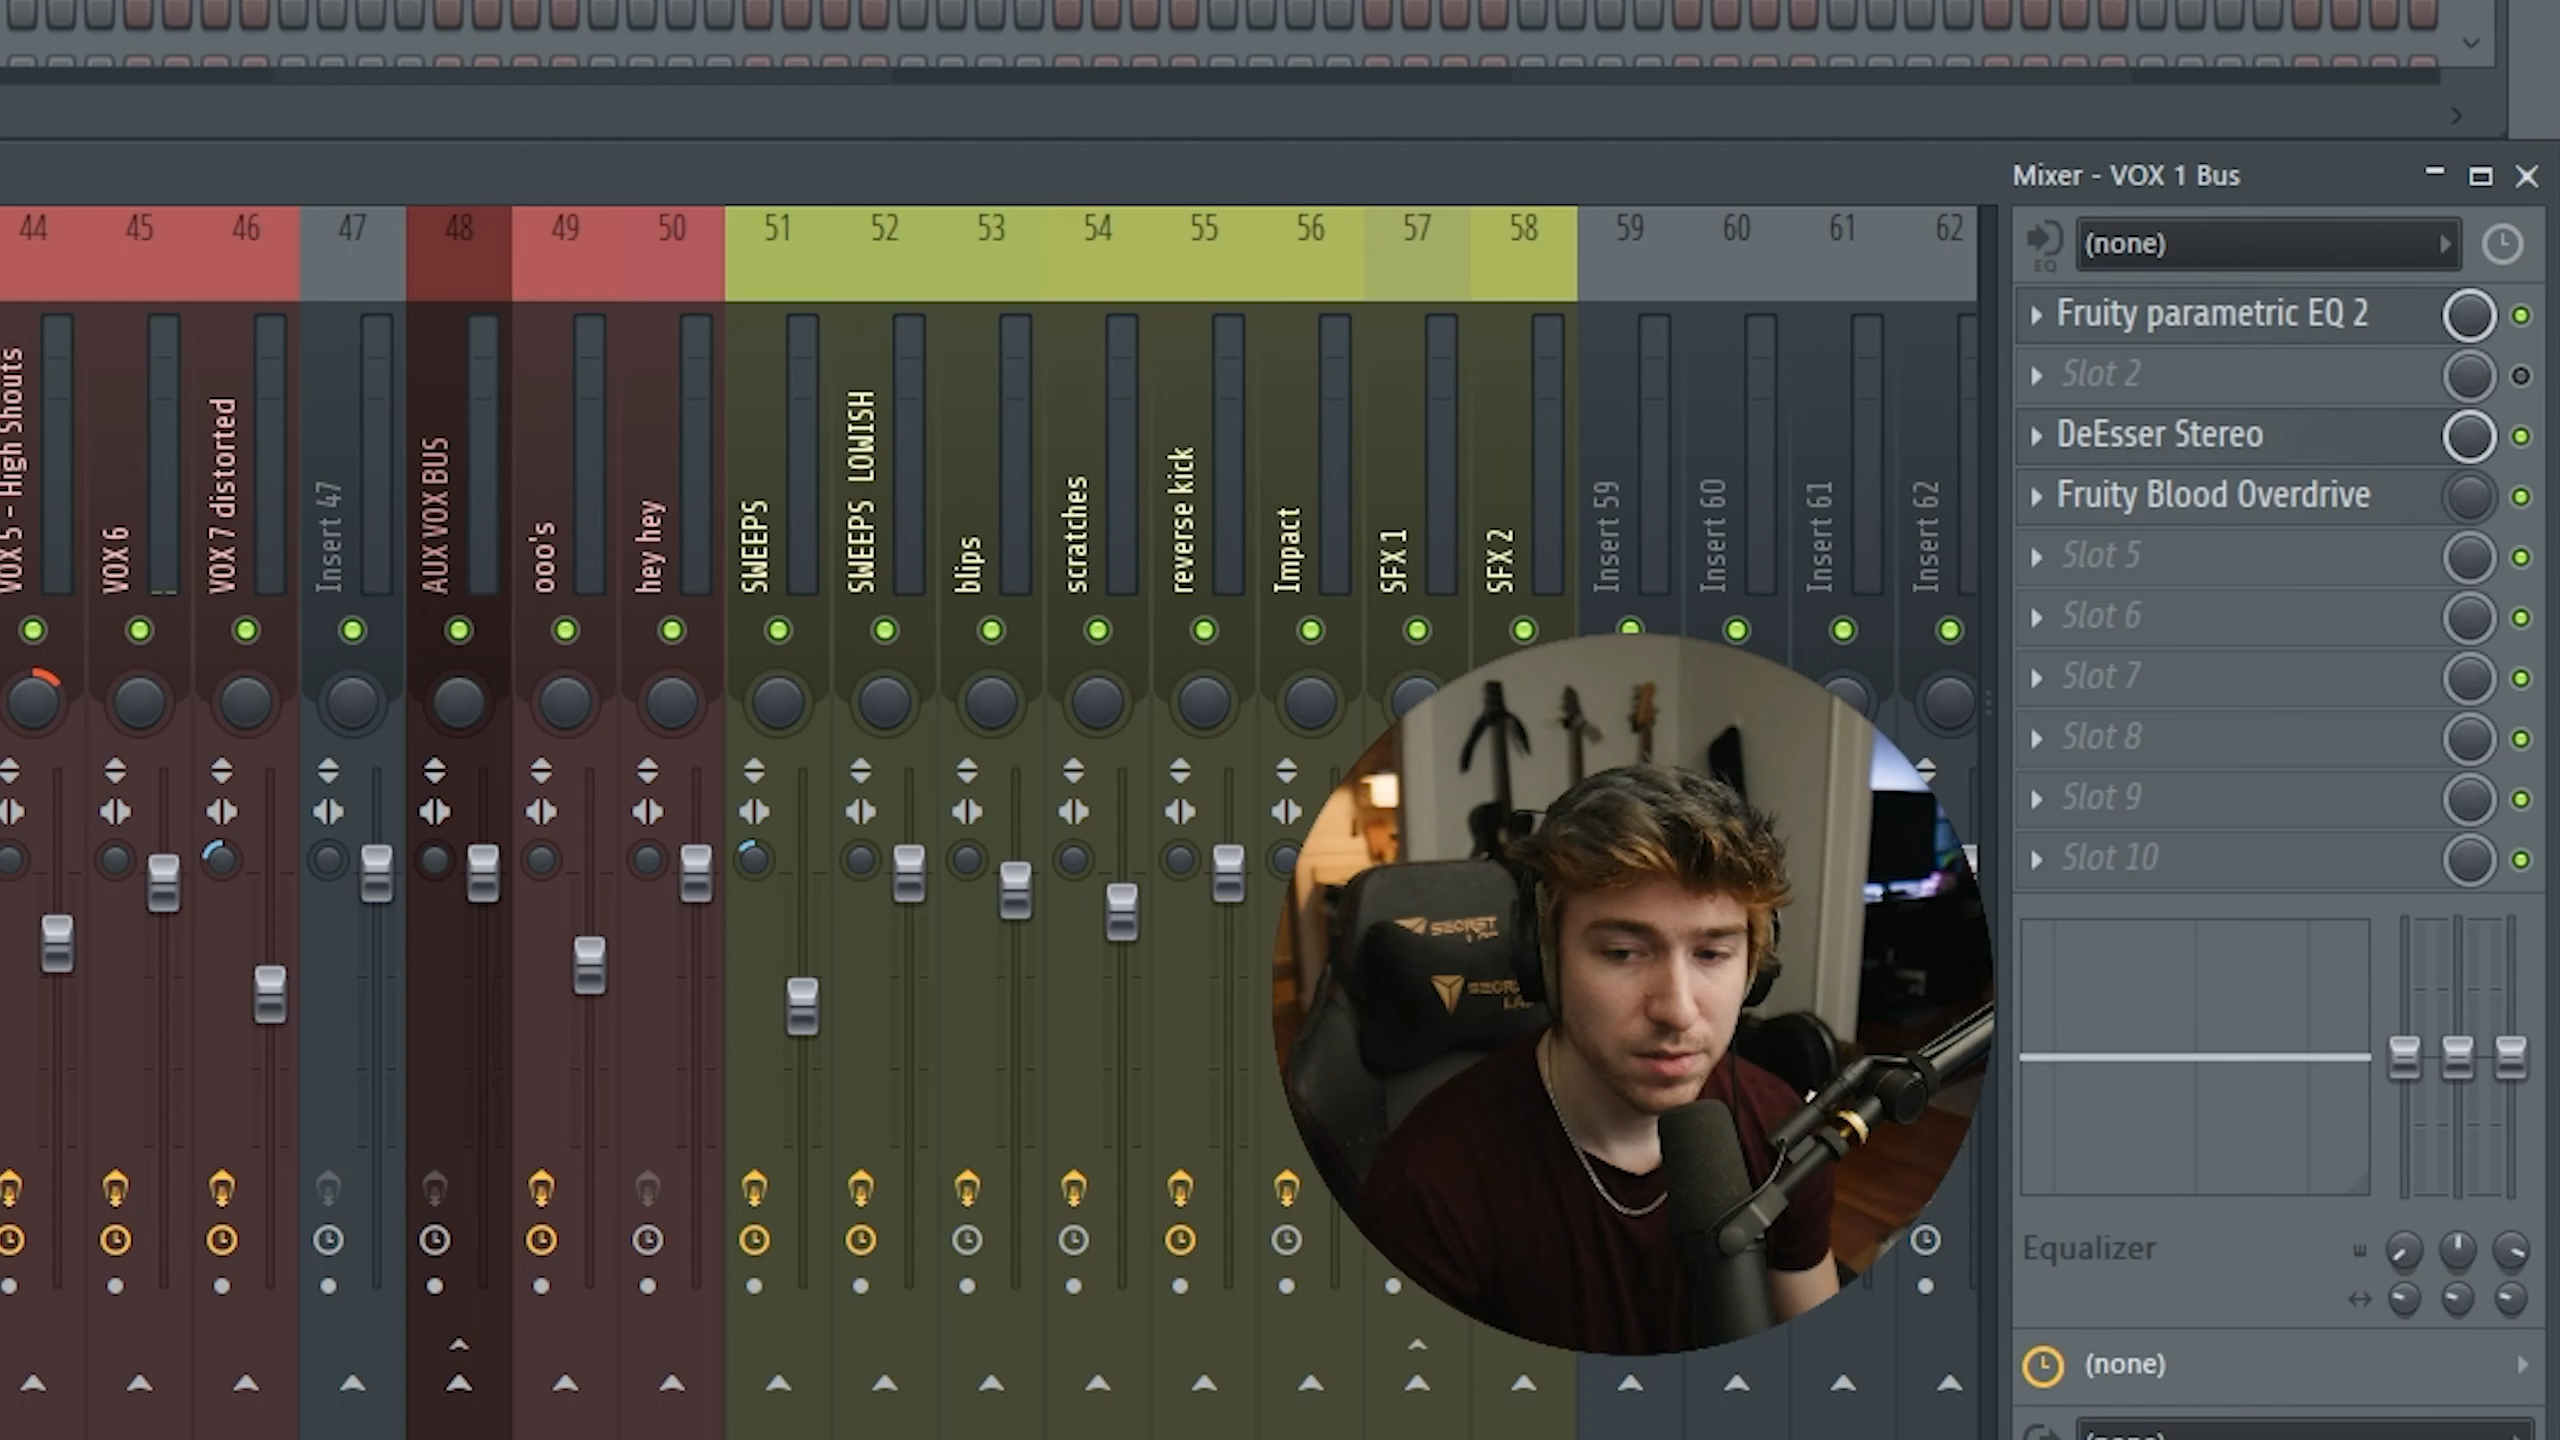 Mixer - VOX 1 Bus
44 45 46 47 48 49 50 51 52 53 54 55 56 57 58 59 60 61 62
(none)
EQ
Fruity parametric EQ 2
Slot 2
DeEsser Stereo
Fruity Blood Overdrive
Slot 5
Slot 6
Slot 7
Slot 8
Slot 9
Slot 10
VOX 5 - High Shouts
VOX 6
VOX 7 distorted
Insert 47
AUX VOX BUS
ooo's
hey hey
SWEEPS
SWEEPS LOWISH
blips
scratches
reverse kick
Impact
SFX 1
SFX 2
Insert 59
Insert 60
Insert 61
Insert 62
SECRET
Equalizer
(none)